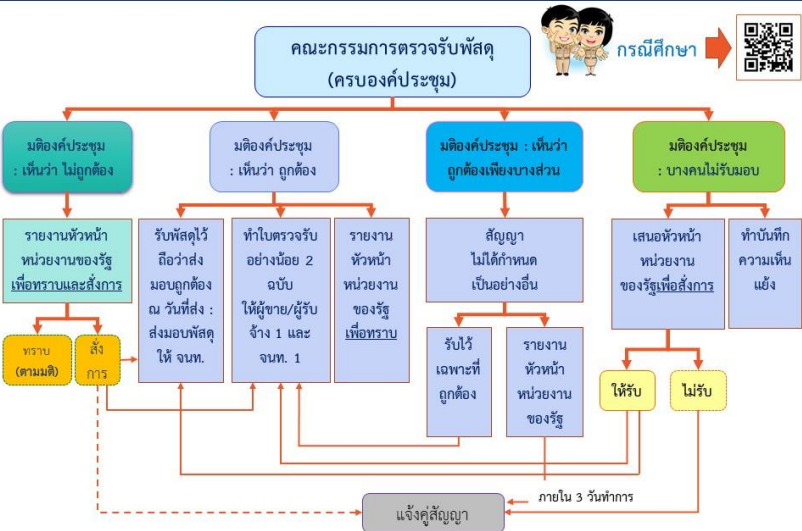 คณะกรรมการตรวจรับพัสดุ
(ครบองค์ประชุม)
กรณีศึกษา
มติองค์ประชุม
: เห็นว่า ไม่ถูกต้อง
มติองค์ประชุม
: เห็นว่า ถูกต้อง
มติองค์ประชุม : เห็นว่า
ถูกต้องเพียงบางส่วน
มติองค์ประชุม
: บางคนไม่รับมอบ
รายงานหัวหน้า
หน่วยงานของรัฐ
เพื่อทราบและสั่งการ
รับพัสดุไว้
ถือว่าส่ง
มอบถูกต้อง
ณ วันที่ส่ง :
ส่งมอบพัสดุ
ให้ จนท.
ทำใบตรวจรับ
อย่างน้อย 2
ฉบับ
ให้ผู้ขาย/ผู้รับ
จ้าง 1 และ
จนท. 1
รายงาน
หัวหน้า
หน่วยงาน
ของรัฐ
เพื่อทราบ
สัญญา
ไม่ได้กำหนด
เป็นอย่างอื่น
เสนอหัวหน้า
หน่วยงาน
ของรัฐเพื่อสั่งการ
ทำบันทึก
ความเห็น
แย้ง
ทราบ
(ตามมติ)
สั่ง
การ
รับไว้
เฉพาะที่
ถูกต้อง
รายงาน
หัวหน้า
หน่วยงาน
ของรัฐ
ให้รับ
ไม่รับ
ภายใน 3 วันทำการ
แจ้งคู่สัญญา